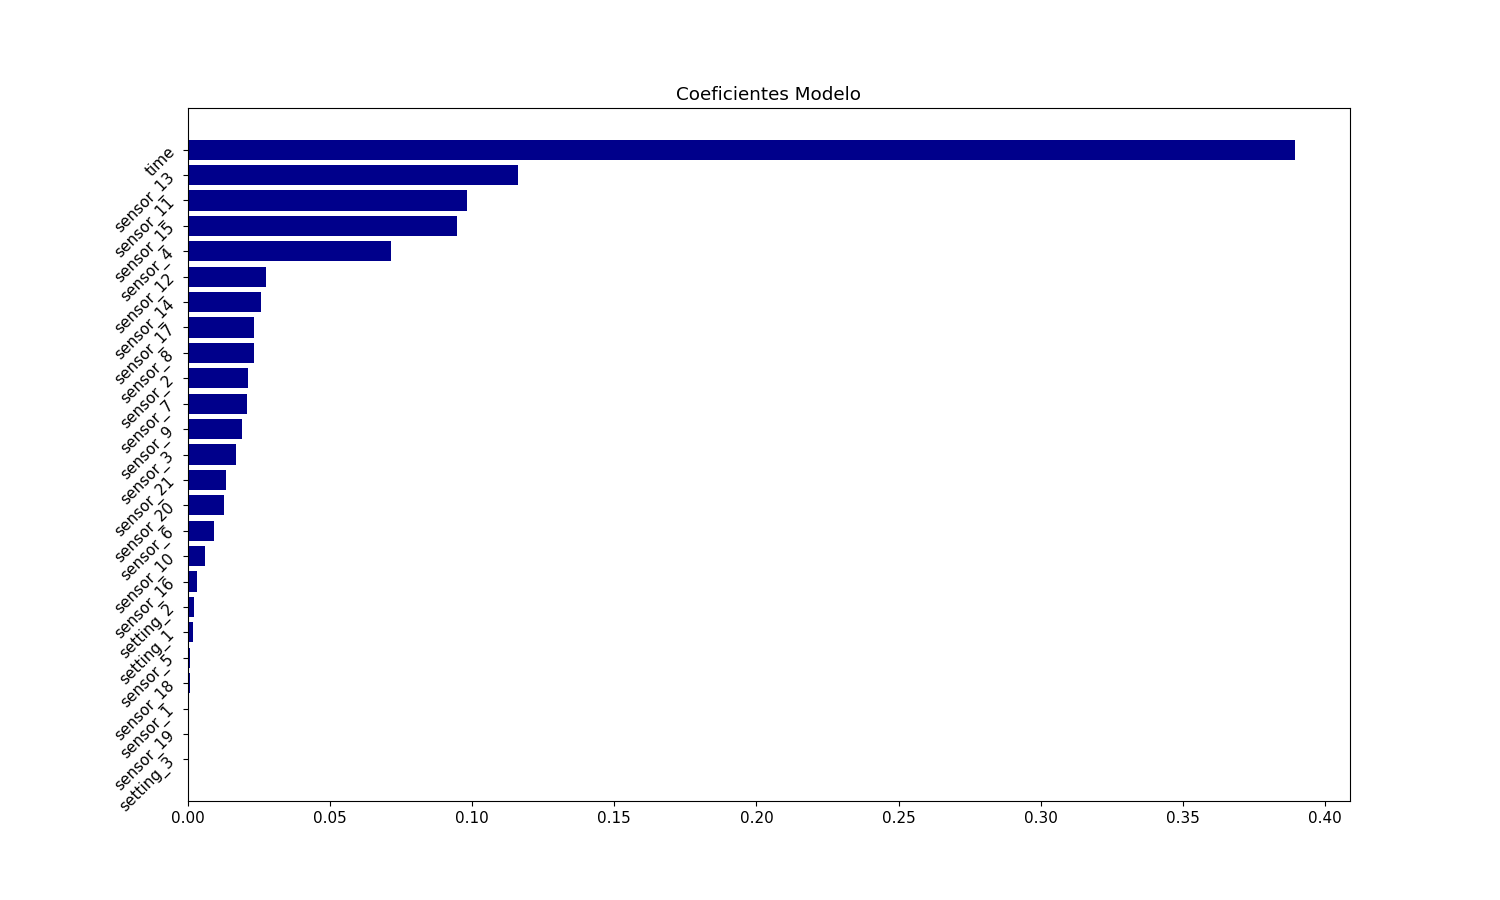 Coeficientes Modelo
time
sensor_13
sensor_11
sensor_15
sensor_4
sensor_12
sensor_14
sensor_17
sensor_8
sensor_2
sensor_7
sensor_9
sensor_3
sensor_21
sensor_20
sensor_6
sensor_10
sensor_16
setting_2
setting_1
sensor_5
sensor_18
sensor_1
sensor_19
setting_3
0.00 0.05 0.10 0.15 0.20 0.25 0.30 0.35 0.40